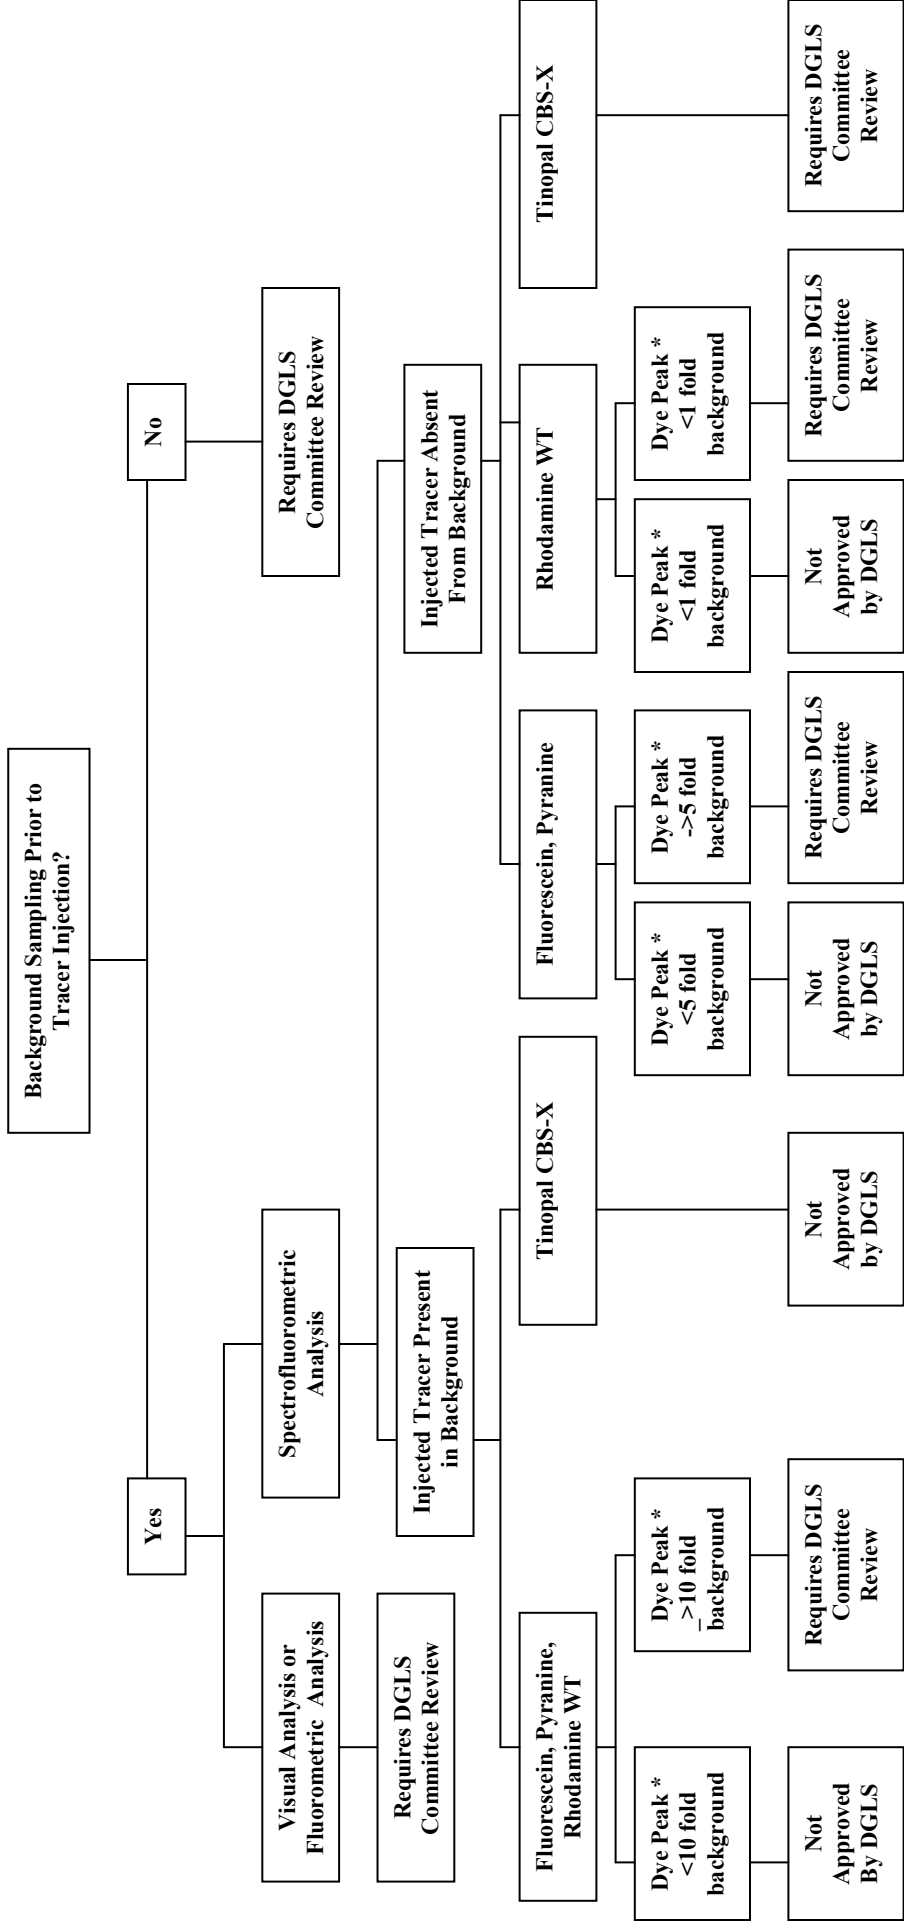 Background Sampling Prior to
Tracer Injection?
Yes
No
Visual Analysis or
Fluorometric Analysis
Spectrofluorometric
Analysis
Requires DGLS
Committee Review
Requires DGLS
Committee Review
Injected Tracer Present
in Background
Injected Tracer Absent
From Background
Fluorescein, Pyranine,
Rhodamine WT
Tinopal CBS-X
Fluorescein, Pyranine
Rhodamine WT
Tinopal CBS-X
Dye Peak *
<10 fold
background
Dye Peak *
_>10 fold
background
Dye Peak *
<5 fold
background
Dye Peak *
->5 fold
background
Dye Peak *
<1 fold
background
Dye Peak *
<1 fold
background
Not
Approved
By DGLS
Requires DGLS
Committee
Review
Not
Approved
by DGLS
Not
Approved
by DGLS
Requires DGLS
Committee
Review
Not
Approved
by DGLS
Requires DGLS
Committee
Review
Requires DGLS
Committee
Review